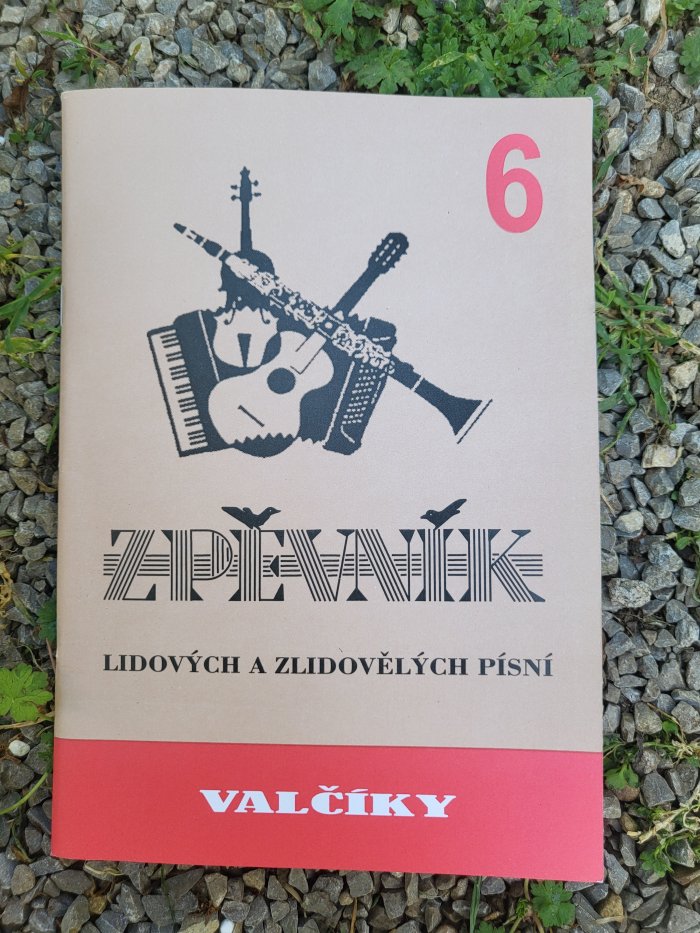 6
ZPĚVNÍK
LIDOVÝCH A ZLIDOVĚLÝCH PÍSNÍ
VALČÍKY